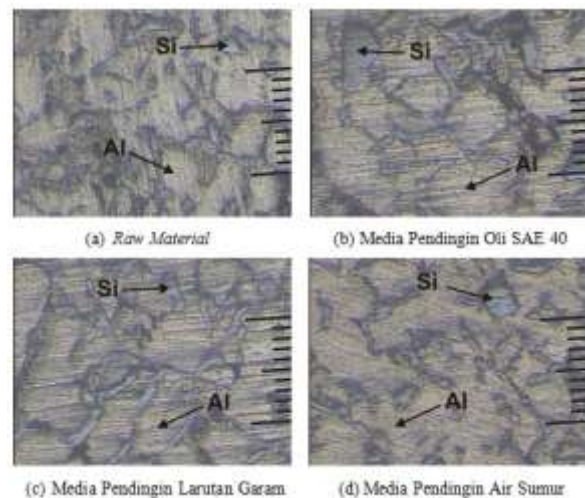 Si
Al
(a) Raw Material
Si
Al
(b) Media Pendingin Oli SAE 40
Si
Al
(c) Media Pendingin Larutan Garam
Si
Al
(d) Media Pendingin Air Sumur